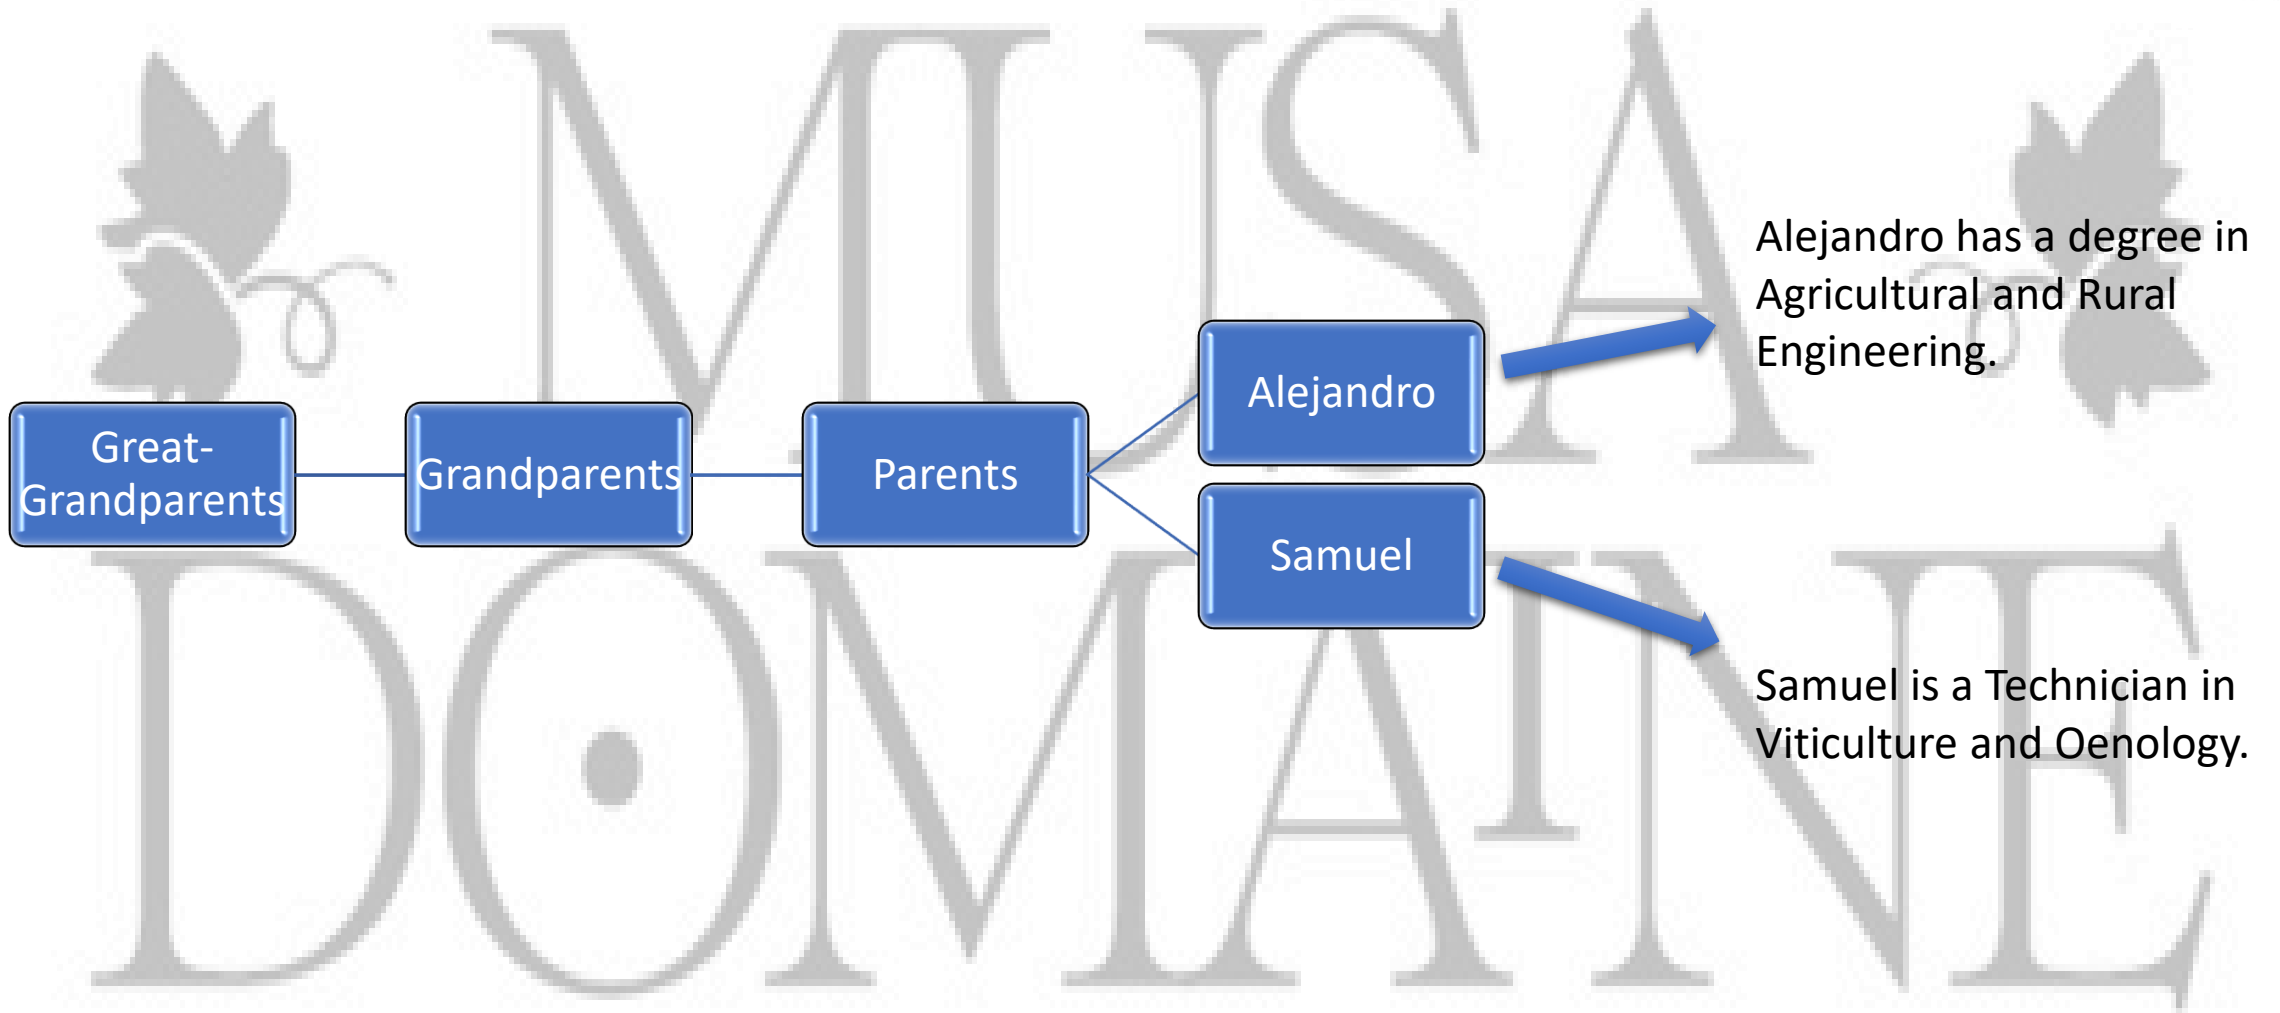 MUSA
DOMAINE
Great-
Grandparents
Grandparents
Parents
Alejandro
Samuel
Alejandro has a degree in
Agricultural and Rural
Engineering.
Samuel is a Technician in
Viticulture and Oenology.